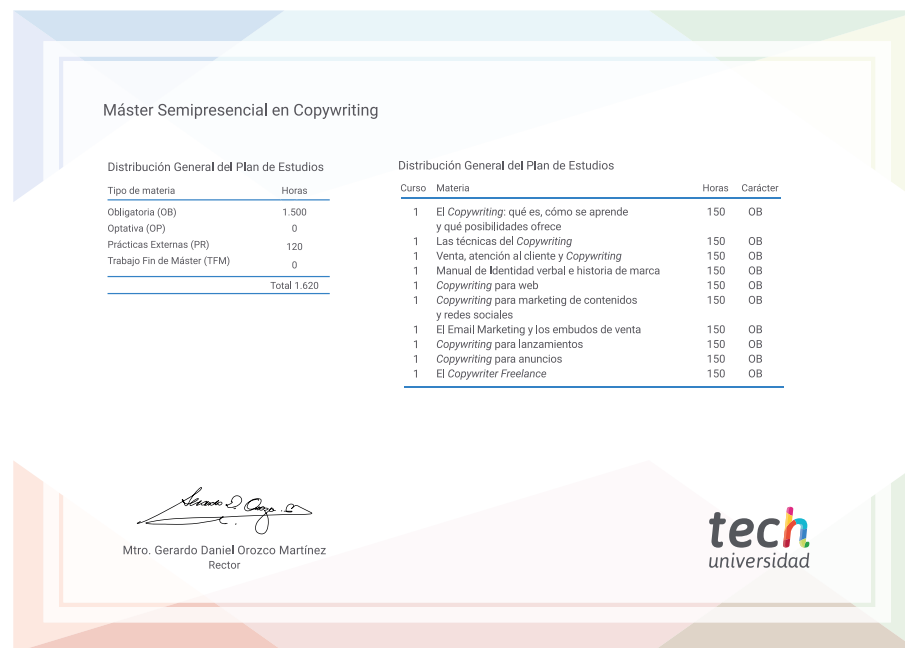 Máster Semipresencial en Copywriting
Distribución General del Plan de Estudios
Tipo de materia Horas
Obligatoria (OB) 1.500
Optativa (OP) 0
Prácticas Externas (PR) 120
Trabajo Fin de Máster (TFM) 0
Total 1.620
Distribución General del Plan de Estudios
Curso Materia Horas Carácter
1 El Copywriting: qué es, cómo se aprende 150 OB
y qué posibilidades ofrece
1 Las técnicas del Copywriting 150 OB
1 Venta, atención al cliente y Copywriting 150 OB
1 Manual de Identidad verbal e historia de marca 150 OB
1 Copywriting para web 150 OB
1 Copywriting para marketing de contenidos 150 OB
y redes sociales
1 El Email Marketing y los embudos de venta 150 OB
1 Copywriting para lanzamientos 150 OB
1 Copywriting para anuncios 150 OB
1 El Copywriter Freelance 150 OB
Mtro. Gerardo Daniel Orozco Martínez
Rector
tech
universidad